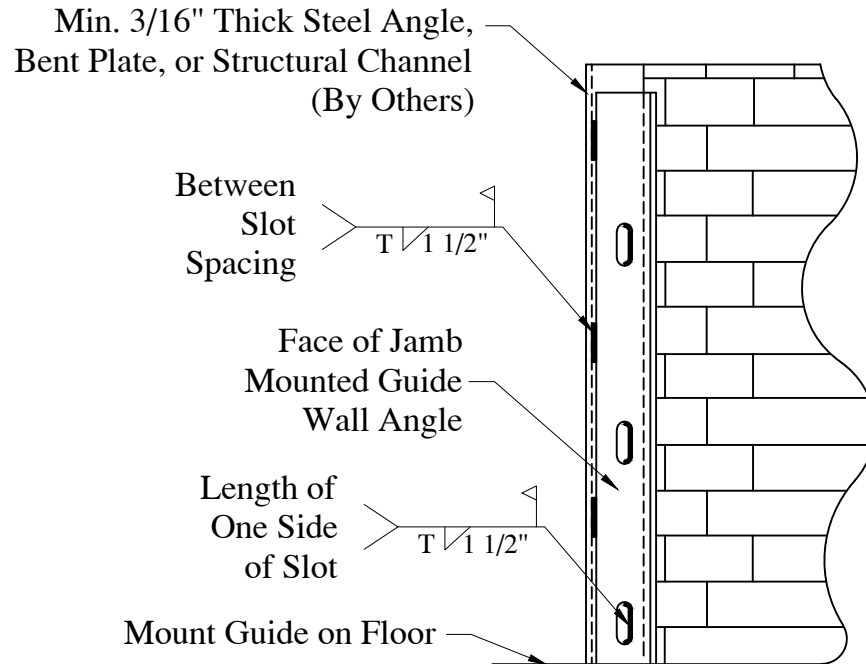 Min. 3/16" Thick Steel Angle,
Bent Plate, or Structural Channel
(By Others)
Between
Slot
Spacing
T 1 1/2"
Face of Jamb
Mounted Guide
Wall Angle
Length of
One Side
of Slot
T 1 1/2"
Mount Guide on Floor